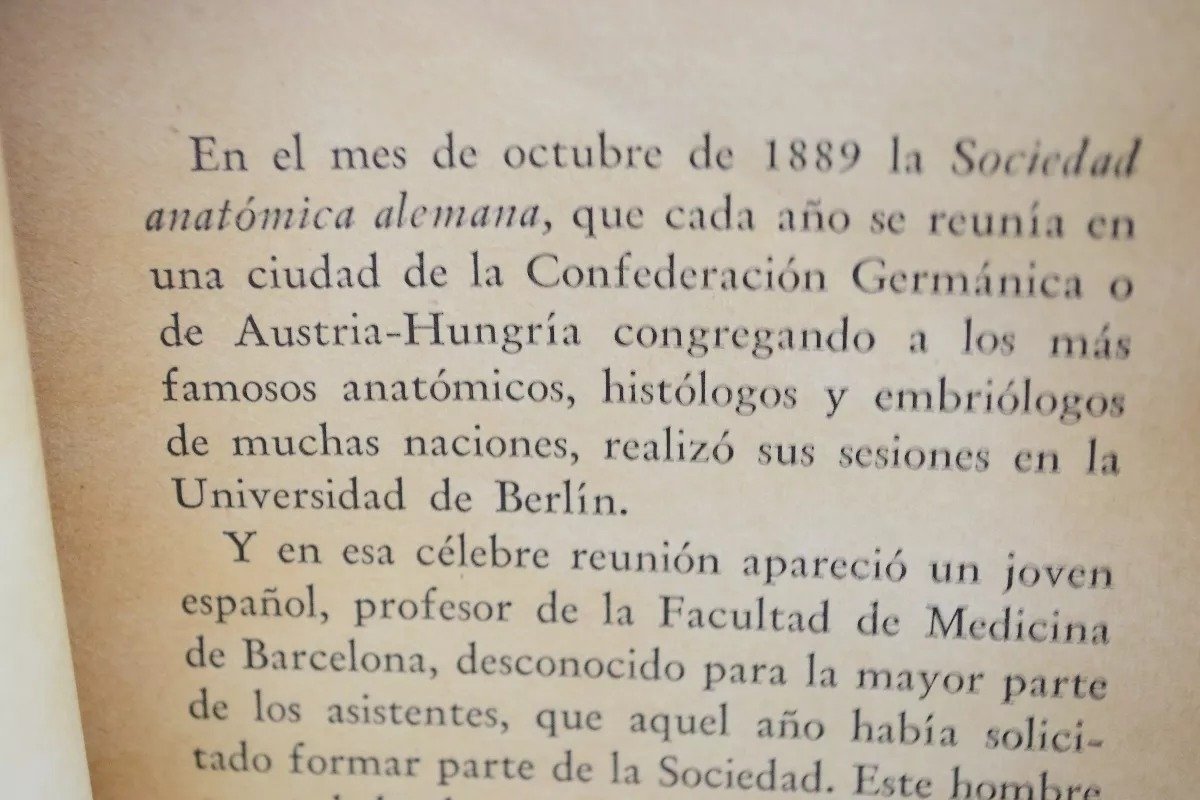 En el mes de octubre de 1889 la Sociedad
anatómica alemana, que cada año se reunía en
una ciudad de la Confederación Germánica o
de Austria-Hungría congregando a los más
famosos anatómicos, histólogos y embriólogos
de muchas naciones, realizó sus sesiones en la
Universidad de Berlín.
Y en esa célebre reunión apareció un joven
español, profesor de la Facultad de Medicina
de Barcelona, desconocido para la mayor parte
de los asistentes, que aquel año había solici-
tado formar parte de la Sociedad. Este hombre